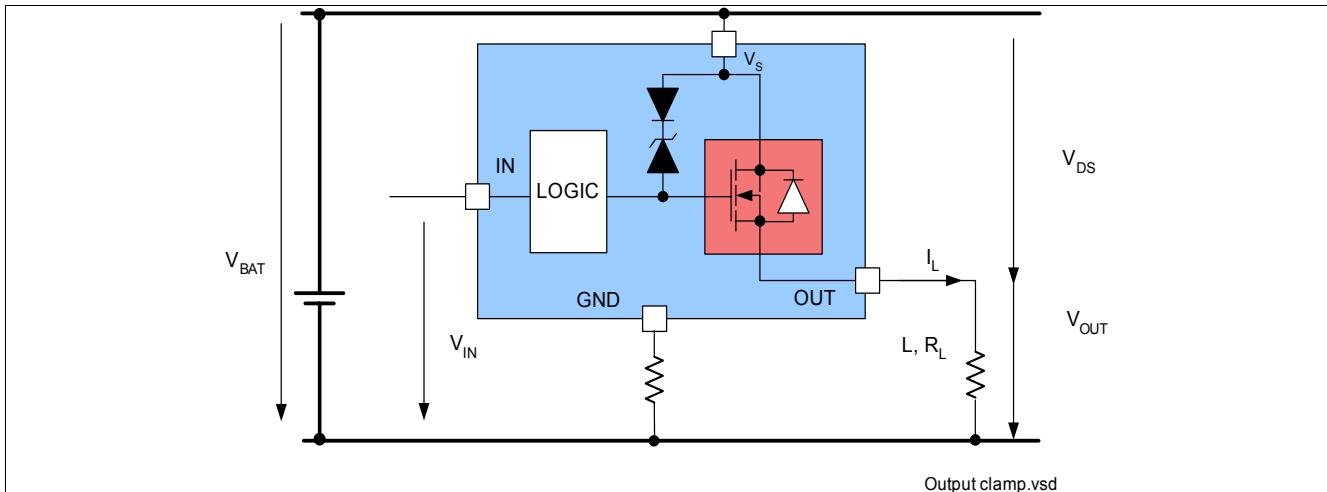 V_S
V_DS
IN
LOGIC
V_BAT
I_L
GND
OUT
V_OUT
V_IN
L, R_L
Output clamp.vsd